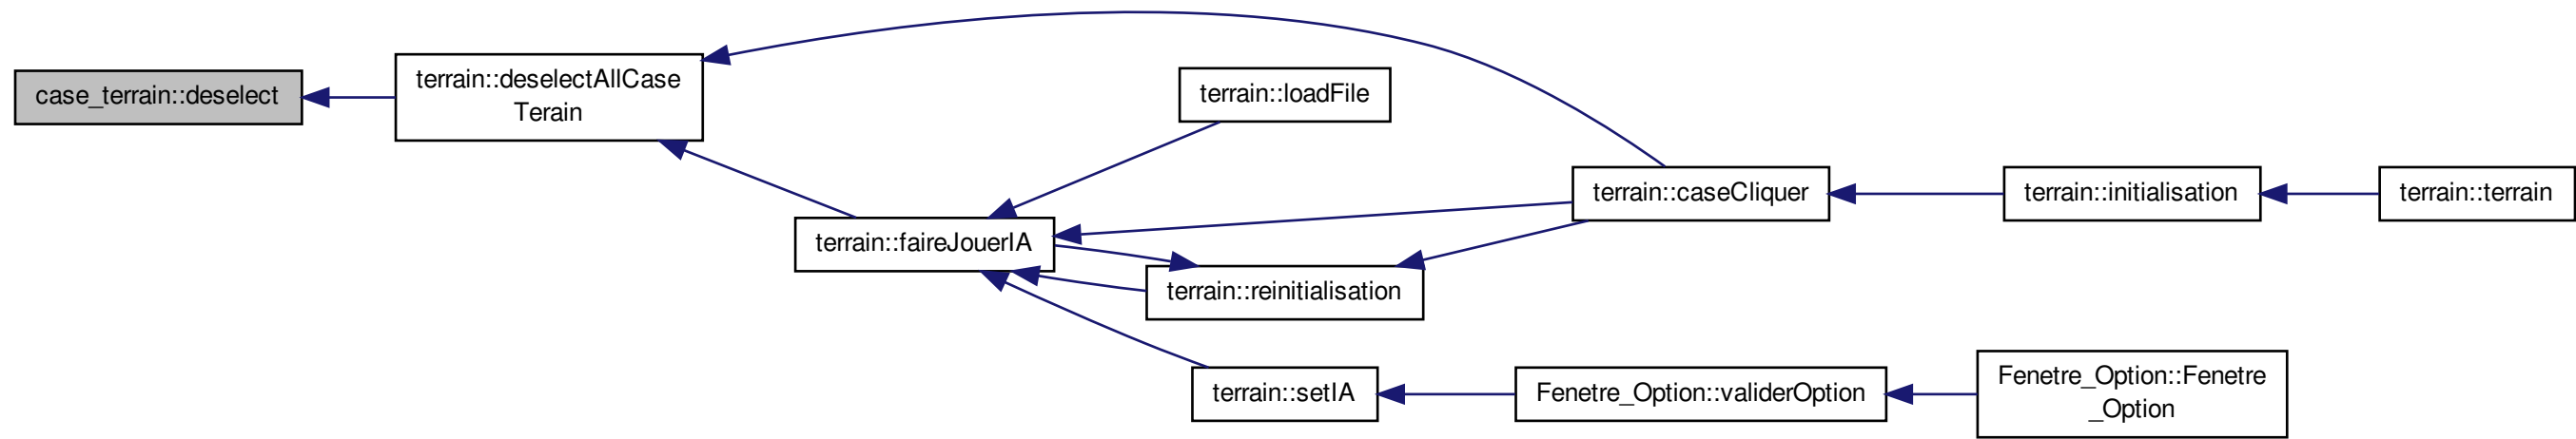 case_terrain::deselect
terrain::deselectAllCase
Terain
terrain::loadFile
terrain::faireJouerIA
terrain::reinitialisation
terrain::setIA
terrain::caseCliquer
terrain::initialisation
terrain::terrain
Fenetre_Option::validerOption
Fenetre_Option::Fenetre
_Option